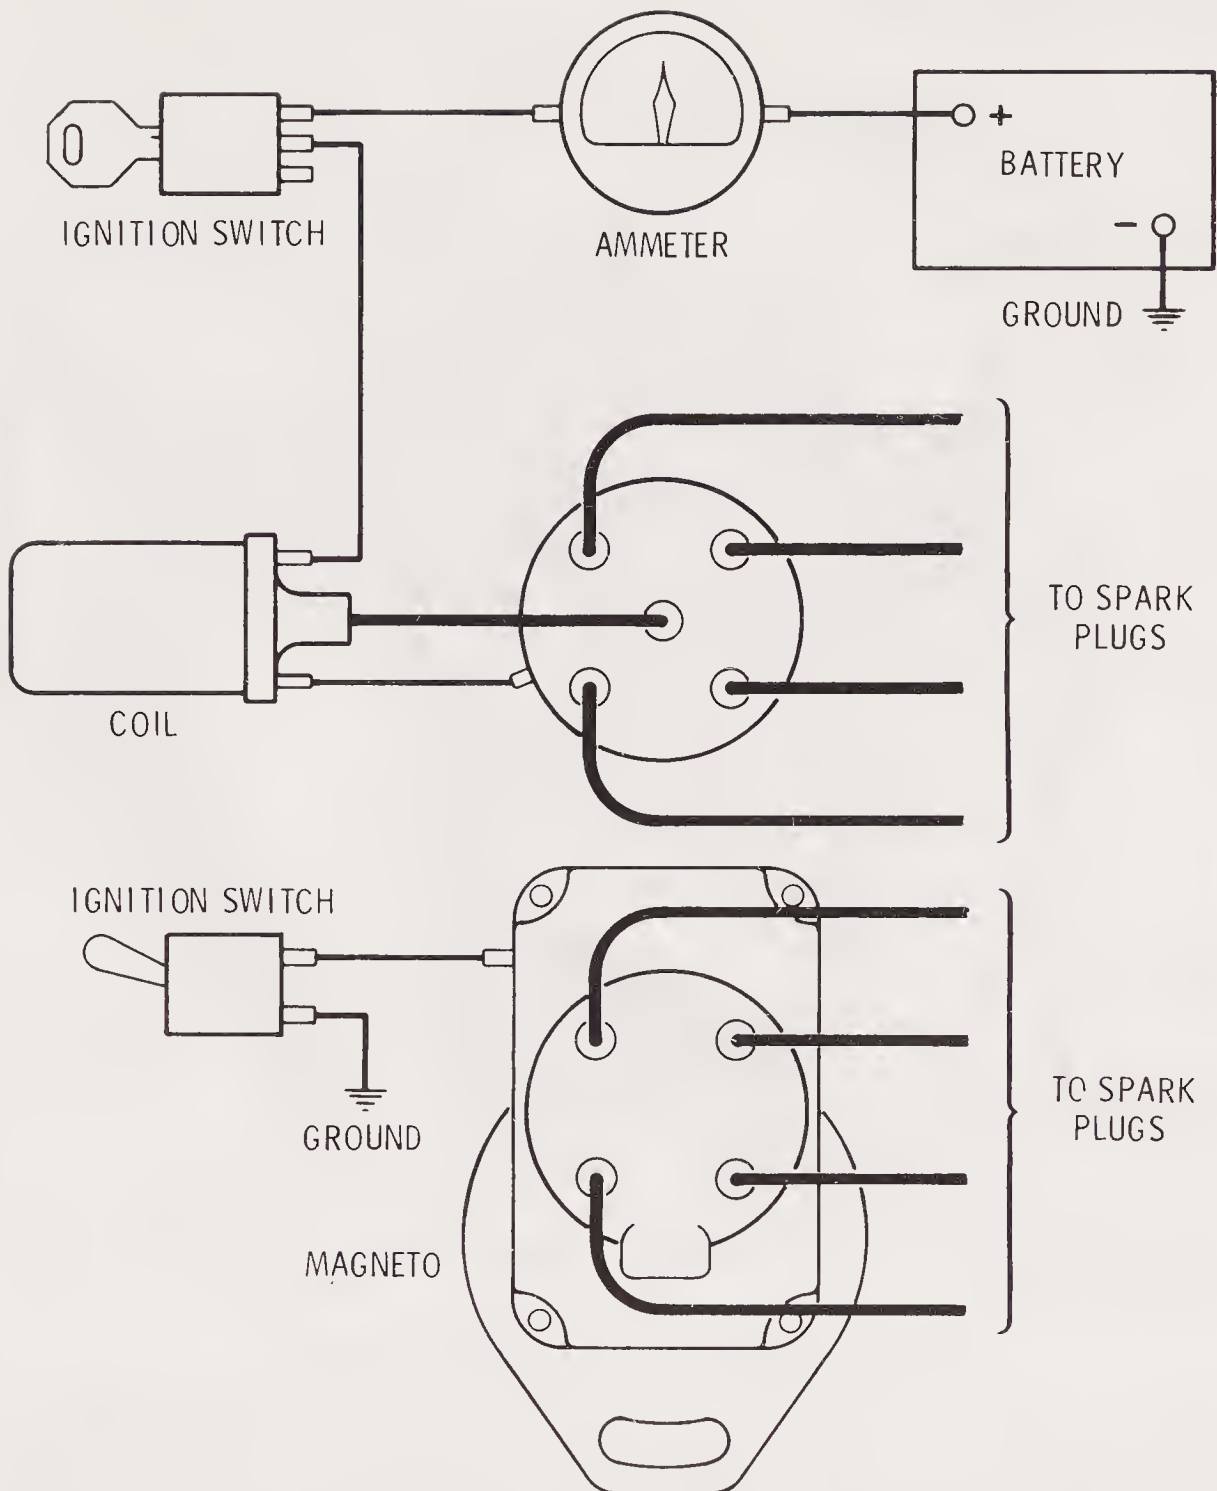 IGNITION SWITCH
AMMETER
+
BATTERY
-
GROUND
TO SPARK
PLUGS
COIL
IGNITION SWITCH
GROUND
TO SPARK
PLUGS
MAGNETO